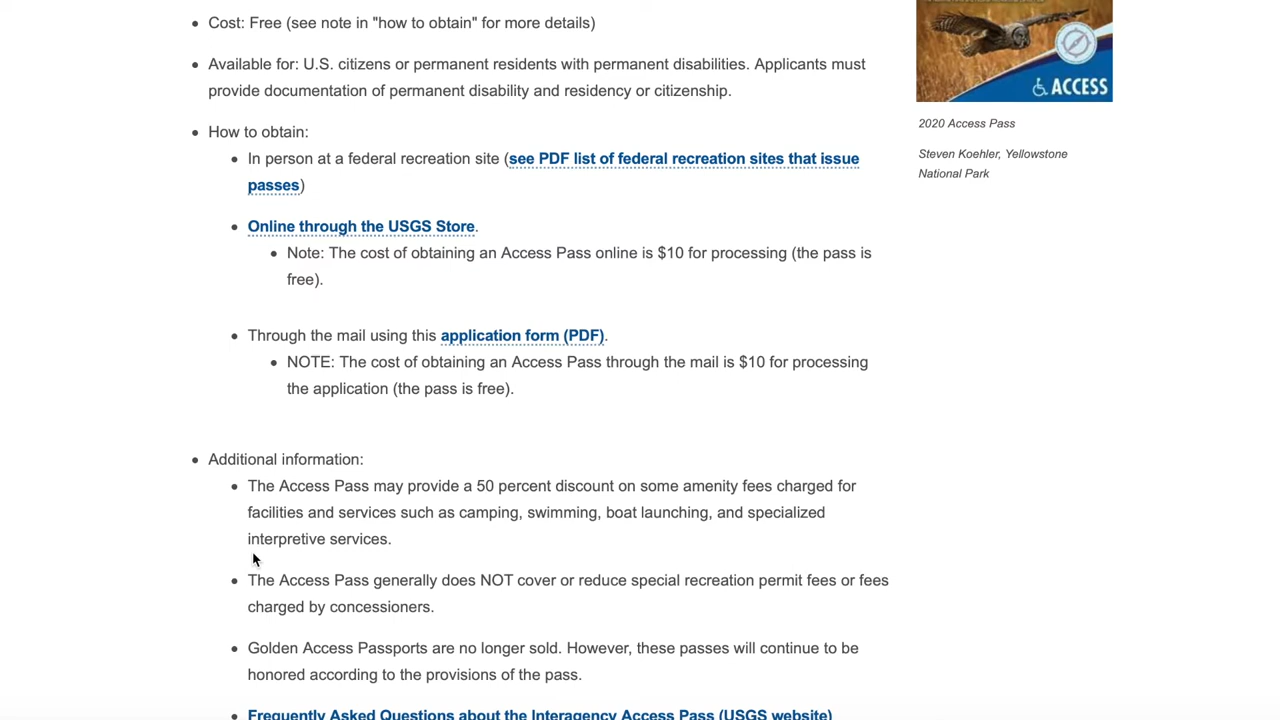 Cost: Free (see note in "how to obtain" for more details)
Available for: U.S. citizens or permanent residents with permanent disabilities. Applicants must
provide documentation of permanent disability and residency or citizenship.
How to obtain:
In person at a federal recreation site (see PDF list of federal recreation sites that issue
passes)
Online through the USGS Store.
Note: The cost of obtaining an Access Pass online is $10 for processing (the pass is
free).
Through the mail using this application form (PDF).
NOTE: The cost of obtaining an Access Pass through the mail is $10 for processing
the application (the pass is free).
Additional information:
The Access Pass may provide a 50 percent discount on some amenity fees charged for
facilities and services such as camping, swimming, boat launching, and specialized
interpretive services.
The Access Pass generally does NOT cover or reduce special recreation permit fees or fees
charged by concessioners.
Golden Access Passports are no longer sold. However, these passes will continue to be
honored according to the provisions of the pass.
Frequently Asked Questions about the Interagency Access Pass (USGS website)
ACCESS
2020 Access Pass
Steven Koehler, Yellowstone
National Park